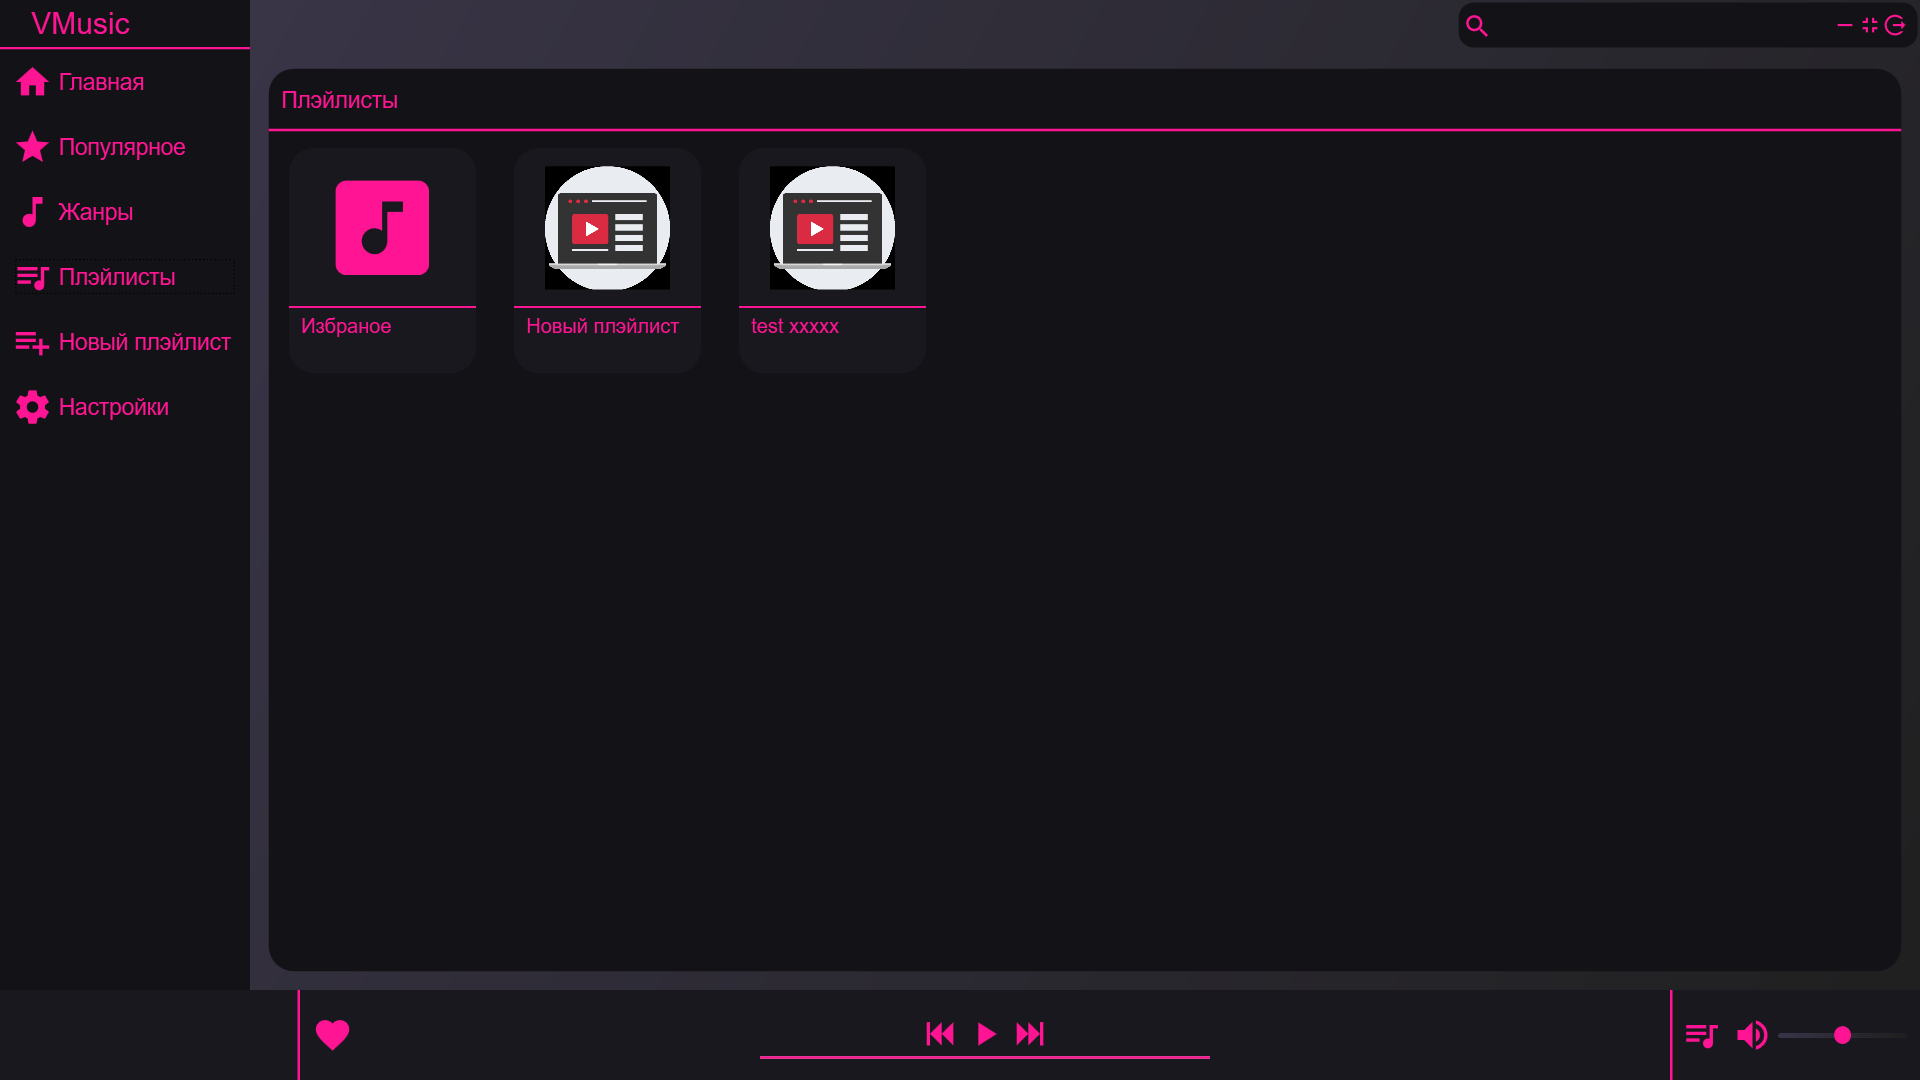 VMusic
Главная
Популярное
Жанры
Плэйлисты
Новый плэйлист
Настройки
Плэйлисты
Избраное
Новый плэйлист
test xxxxx